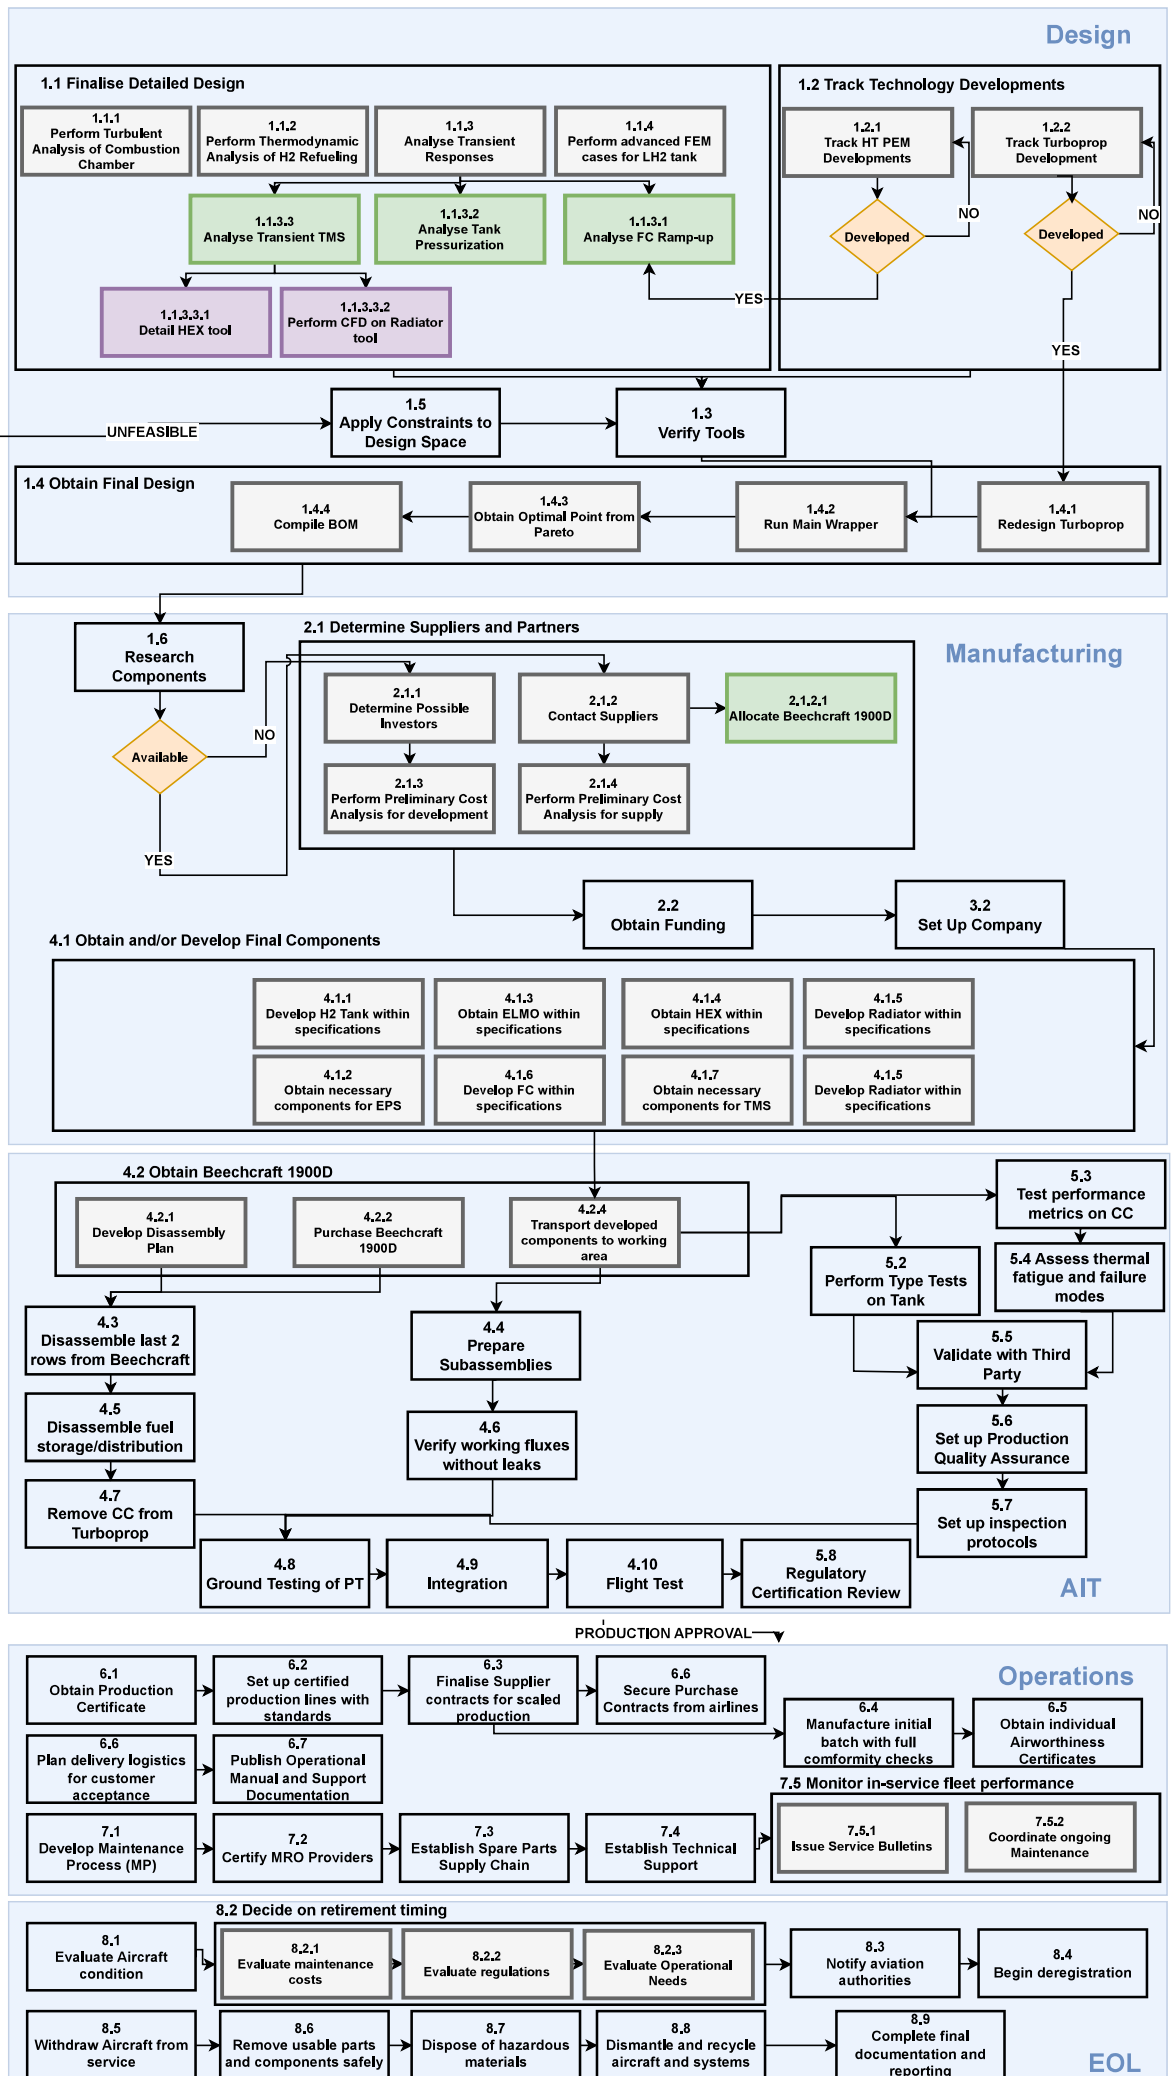 Design
1.1 Finalise Detailed Design
1.1.1
Perform Turbulent
Analysis of Combustion
Chamber
1.1.2
Perform Thermodynamic
Analysis of H2 Refueling
1.1.3
Analyse Transient
Responses
1.1.4
Perform advanced FEM
cases for LH2 tank
1.1.3.3
Analyse Transient TMS
1.1.3.2
Analyse Tank
Pressurization
1.1.3.1
Analyse FC Ramp-up
1.1.3.3.1
Detail HEX tool
1.1.3.3.2
Perform CFD on Radiator
tool
1.2 Track Technology Developments
1.2.1
Track HT PEM
Developments
1.2.2
Track Turboprop
Development
NO
NO
Developed
Developed
YES
YES
UNFEASIBLE
1.5
Apply Constraints to
Design Space
1.3
Verify Tools
1.4 Obtain Final Design
1.4.4
Compile BOM
1.4.3
Obtain Optimal Point from
Pareto
1.4.2
Run Main Wrapper
1.4.1
Redesign Turboprop
Manufacturing
1.6
Research
Components
Available
NO
YES
2.1 Determine Suppliers and Partners
2.1.1
Determine Possible
Investors
2.1.2
Contact Suppliers
2.1.2.1
Allocate Beechcraft 1900D
2.1.3
Perform Preliminary Cost
Analysis for development
2.1.4
Perform Preliminary Cost
Analysis for supply
2.2
Obtain Funding
3.2
Set Up Company
4.1 Obtain and/or Develop Final Components
4.1.1
Develop H2 Tank within
specifications
4.1.3
Obtain ELMO within
specifications
4.1.4
Obtain HEX within
specifications
4.1.5
Develop Radiator within
specifications
4.1.2
Obtain necessary
components for EPS
4.1.6
Develop FC within
specifications
4.1.7
Obtain necessary
components for TMS
4.1.5
Develop Radiator within
specifications
4.2 Obtain Beechcraft 1900D
4.2.1
Develop Disassembly
Plan
4.2.2
Purchase Beechcraft
1900D
4.2.4
Transport developed
components to working
area
5.3
Test performance
metrics on CC
5.2
Perform Type Tests
on Tank
5.4 Assess thermal
fatigue and failure
modes
4.3
Disassemble last 2
rows from Beechcraft
4.4
Prepare
Subassemblies
5.5
Validate with Third
Party
4.5
Disassemble fuel
storage/distribution
4.6
Verify working fluxes
without leaks
5.6
Set up Production
Quality Assurance
4.7
Remove CC from
Turboprop
5.7
Set up inspection
protocols
4.8
Ground Testing of PT
4.9
Integration
4.10
Flight Test
5.8
Regulatory
Certification Review
AIT
PRODUCTION APPROVAL
Operations
6.1
Obtain Production
Certificate
6.2
Set up certified
production lines with
standards
6.3
Finalise Supplier
contracts for scaled
production
6.6
Secure Purchase
Contracts from airlines
6.4
Manufacture initial
batch with full
comformity checks
6.5
Obtain individual
Airworthiness
Certificates
6.6
Plan delivery logistics
for customer
acceptance
6.7
Publish Operational
Manual and Support
Documentation
7.1
Develop Maintenance
Process (MP)
7.2
Certify MRO Providers
7.3
Establish Spare Parts
Supply Chain
7.4
Establish Technical
Support
7.5 Monitor in-service fleet performance
7.5.1
Issue Service Bulletins
7.5.2
Coordinate ongoing
Maintenance
8.1
Evaluate Aircraft
condition
8.2 Decide on retirement timing
8.2.1
Evaluate maintenance
costs
8.2.2
Evaluate regulations
8.2.3
Evaluate Operational
Needs
8.3
Notify aviation
authorities
8.4
Begin deregistration
8.5
Withdraw Aircraft from
service
8.6
Remove usable parts
and components safely
8.7
Dispose of hazardous
materials
8.8
Dismantle and recycle
aircraft and systems
8.9
Complete final
documentation and
reporting
EOL